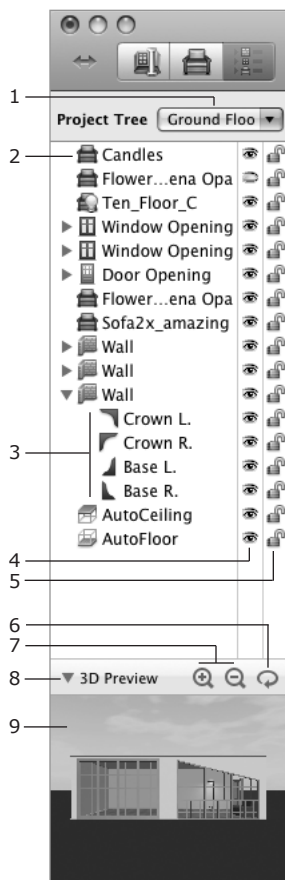 1
Project Tree Ground Floo
2 Candles
Flower...ena Opa
Ten_Floor_C
Window Opening
Window Opening
Door Opening
Flower...ena Opa
Sofa2x_amazing
Wall
Wall
Wall
Crown L.
Crown R.
3
Base L.
Base R.
AutoCeiling
AutoFloor
4
5
6
7
8 3D Preview
9